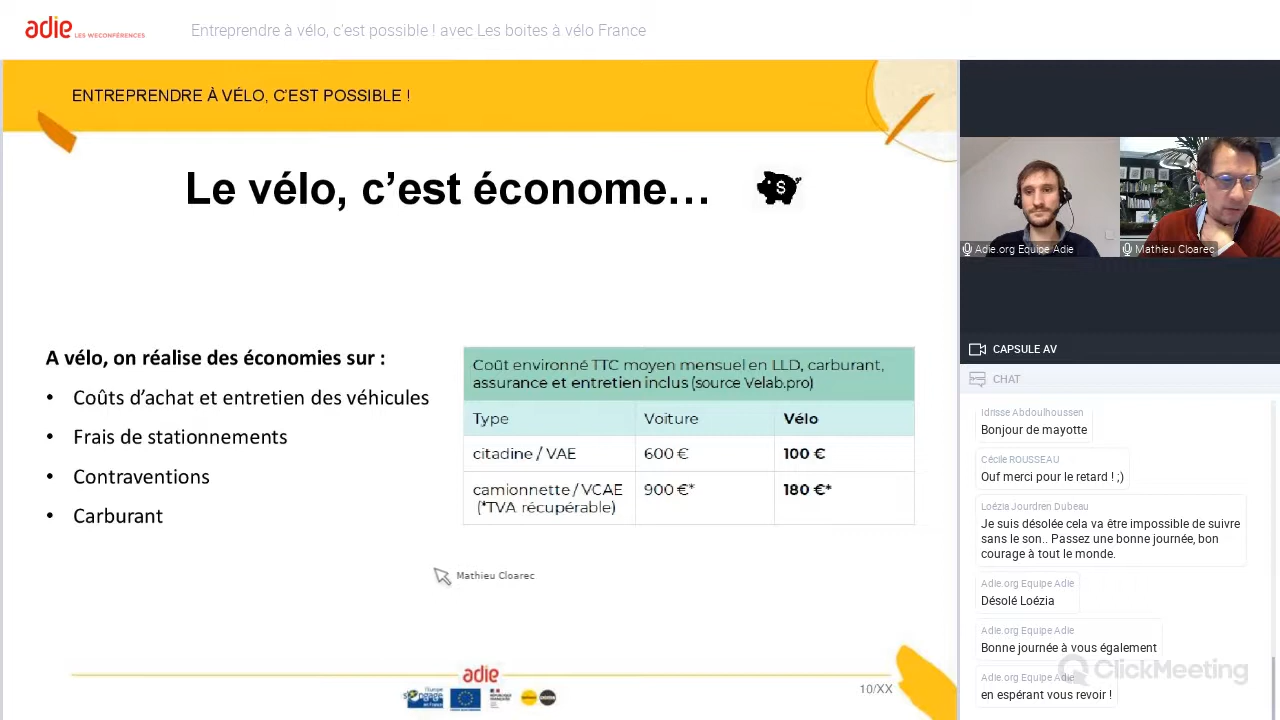 adie LES WECONFÉRENCES
Entreprendre à vélo, c'est possible ! avec Les boites à vélo France
ENTREPRENDRE À VÉLO, C'EST POSSIBLE !
Le vélo, c'est économe…
A vélo, on réalise des économies sur :
• Coûts d'achat et entretien des véhicules
• Frais de stationnements
• Contraventions
• Carburant
Coût environné TTC moyen mensuel en LLD, carburant,
assurance et entretien inclus (source Velab.pro)
Type Voiture Vélo
citadine / VAE 600 € 100 €
camionnette / VCAE 900 €* 180 €*
(*TVA récupérable)
Mathieu Cloarec
adie
l'Europe
s'engage
en France
10/XX
Adie.org Equipe Adie
Mathieu Cloarec
CAPSULE AV
CHAT
Idrisse Abdoulhoussen
Bonjour de mayotte
Cécile ROUSSEAU
Ouf merci pour le retard ! ;)
Loézia Jourdren Dubeau
Je suis désolée cela va être impossible de suivre
sans le son.. Passez une bonne journée, bon
courage à tout le monde.
Adie.org Equipe Adie
Désolé Loézia
Adie.org Equipe Adie
Bonne journée à vous également
Adie.org Equipe Adie
en espérant vous revoir !
ClickMeeting